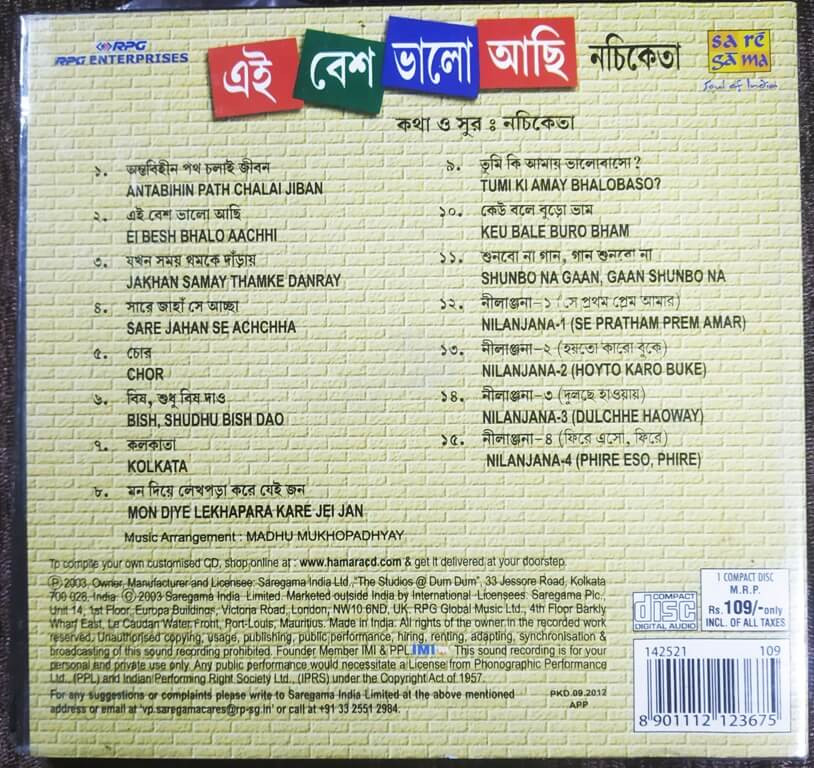 RPG
RPG ENTERPRISES
এই বেশ ভালো আছি নচিকেতা
sa re
ga ma
Soul of India
কথা ও সুর : নচিকেতা
১. অন্তবিহীন পথ চলাই জীবন
ANTABIHIN PATH CHALAI JIBAN
২. এই বেশ ভালো আছি
EI BESH BHALO AACHHI
৩. যখন সময় থমকে দাঁড়ায়
JAKHAN SAMAY THAMKE DANRAY
৪. সারে জাহাঁ সে আচ্ছা
SARE JAHAN SE ACHCHHA
৫. চোর
CHOR
৬. বিষ, শুধু বিষ দাও
BISH, SHUDHU BISH DAO
৭. কলকাতা
KOLKATA
৮. মন দিয়ে লেখপড়া করে যেই জন
MON DIYE LEKHAPARA KARE JEI JAN
৯. তুমি কি আমায় ভালোবাসো?
TUMI KI AMAY BHALOBASO?
১০. কেউ বলে বুড়ো ভাম
KEU BALE BURO BHAM
১১. শুনবো না গান, গান শুনবো না
SHUNBO NA GAAN, GAAN SHUNBO NA
১২. নীলাঞ্জনা-১ (সে প্রথম প্রেম আমার)
NILANJANA-1 (SE PRATHAM PREM AMAR)
১৩. নীলাঞ্জনা-২ (হয়তো কারো বুকে)
NILANJANA-2 (HOYTO KARO BUKE)
১৪. নীলাঞ্জনা-৩ (দুলছে হাওয়ায়)
NILANJANA-3 (DULCHHE HAOWAY)
১৫. নীলাঞ্জনা-৪ (ফিরে এসো, ফিরে)
NILANJANA-4 (PHIRE ESO, PHIRE)
Music Arrangement : MADHU MUKHOPADHYAY
To compile your own customised CD, shop online at : www.hamaracd.com & get it delivered at your doorstep.
Ⓟ 2003. Owner, Manufacturer and Licensee: Saregama India Ltd., "The Studios @ Dum Dum", 33 Jessore Road, Kolkata
700 028, India. © 2003 Saregama India Limited. Marketed outside India by International Licensees. Saregama Plc.,
Unit 14, 1st Floor, Europa Buildings, Victoria Road, London, NW10 6ND, UK. RPG Global Music Ltd., 4th Floor Barkly
Wharf East, Le Caudan Water Front, Port-Louis, Mauritius. Made in India. All rights of the owner in the recorded work
reserved. Unauthorised copying, usage, publishing, public performance, hiring, renting, adapting, synchronisation &
broadcasting of this sound recording prohibited. Founder Member IMI & PPL IMI This sound recording is for your
personal and private use only. Any public performance would necessitate a License from Phonographic Performance
Ltd., (PPL) and Indian Performing Right Society Ltd., (IPRS) under the Copyright Act of 1957.
For any suggestions or complaints please write to Saregama India Limited at the above mentioned
address or email at 'vp.saregamacares@rp-sg.in' or call at +91 33 2551 2984.
PKD.09.2012
APP
COMPACT
disc
DIGITAL AUDIO
1 COMPACT DISC
M.R.P.
Rs. 109/-only
INCL. OF ALL TAXES
142521 109
8 901112 123675